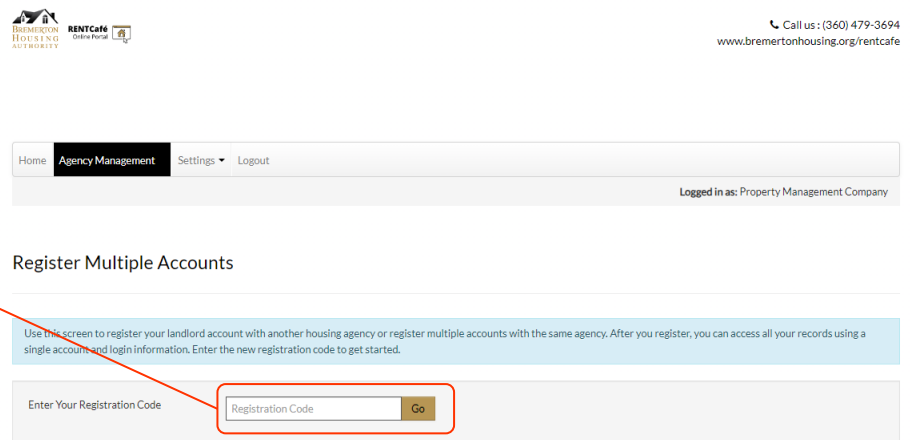 BREMERTON
HOUSING
AUTHORITY
RENTCafé
Online Portal
Call us : (360) 479-3694
www.bremertonhousing.org/rentcafe
Home Agency Management Settings Logout
Logged in as: Property Management Company
Register Multiple Accounts
Use this screen to register your landlord account with another housing agency or register multiple accounts with the same agency. After you register, you can access all your records using a
single account and login information. Enter the new registration code to get started.
Enter Your Registration Code Registration Code Go